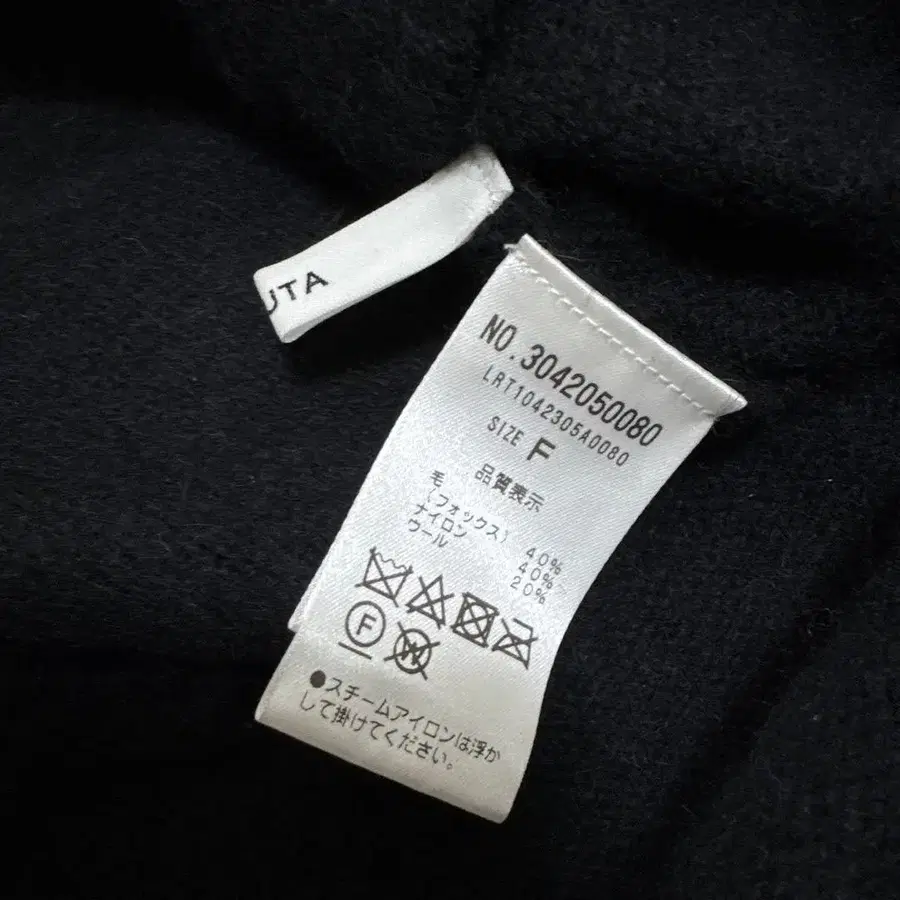 UTA
NO.3042050080
LRT1042305A0080
SIZE F
品質表示
毛
(フォックス) 40%
ナイロン 40%
ウール 20%
F W
●スチームアイロンは浮か
して掛けてください。